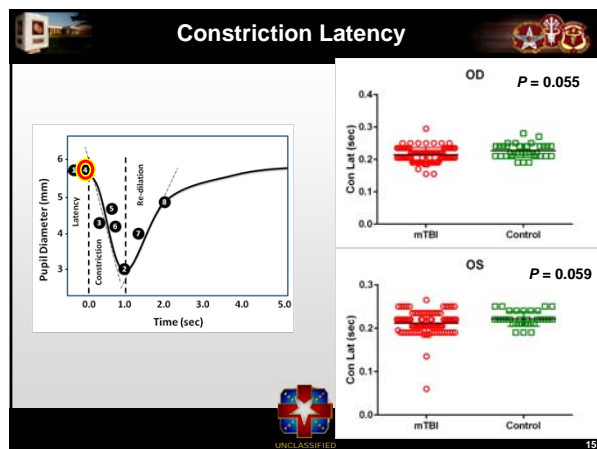 Constriction Latency
Pupil Diameter (mm)
6
5
4
3
Latency
Constriction
Re-dilation
4
3
5
6
2
7
8
0.0 1.0 2.0 3.0 4.0 5.0
Time (sec)
OD
P = 0.055
Con Lat (sec)
0.4
0.3
0.2
0.1
0.0
mTBI Control
OS
P = 0.059
Con Lat (sec)
0.3
0.2
0.1
0.0
mTBI Control
UNCLASSIFIED
15